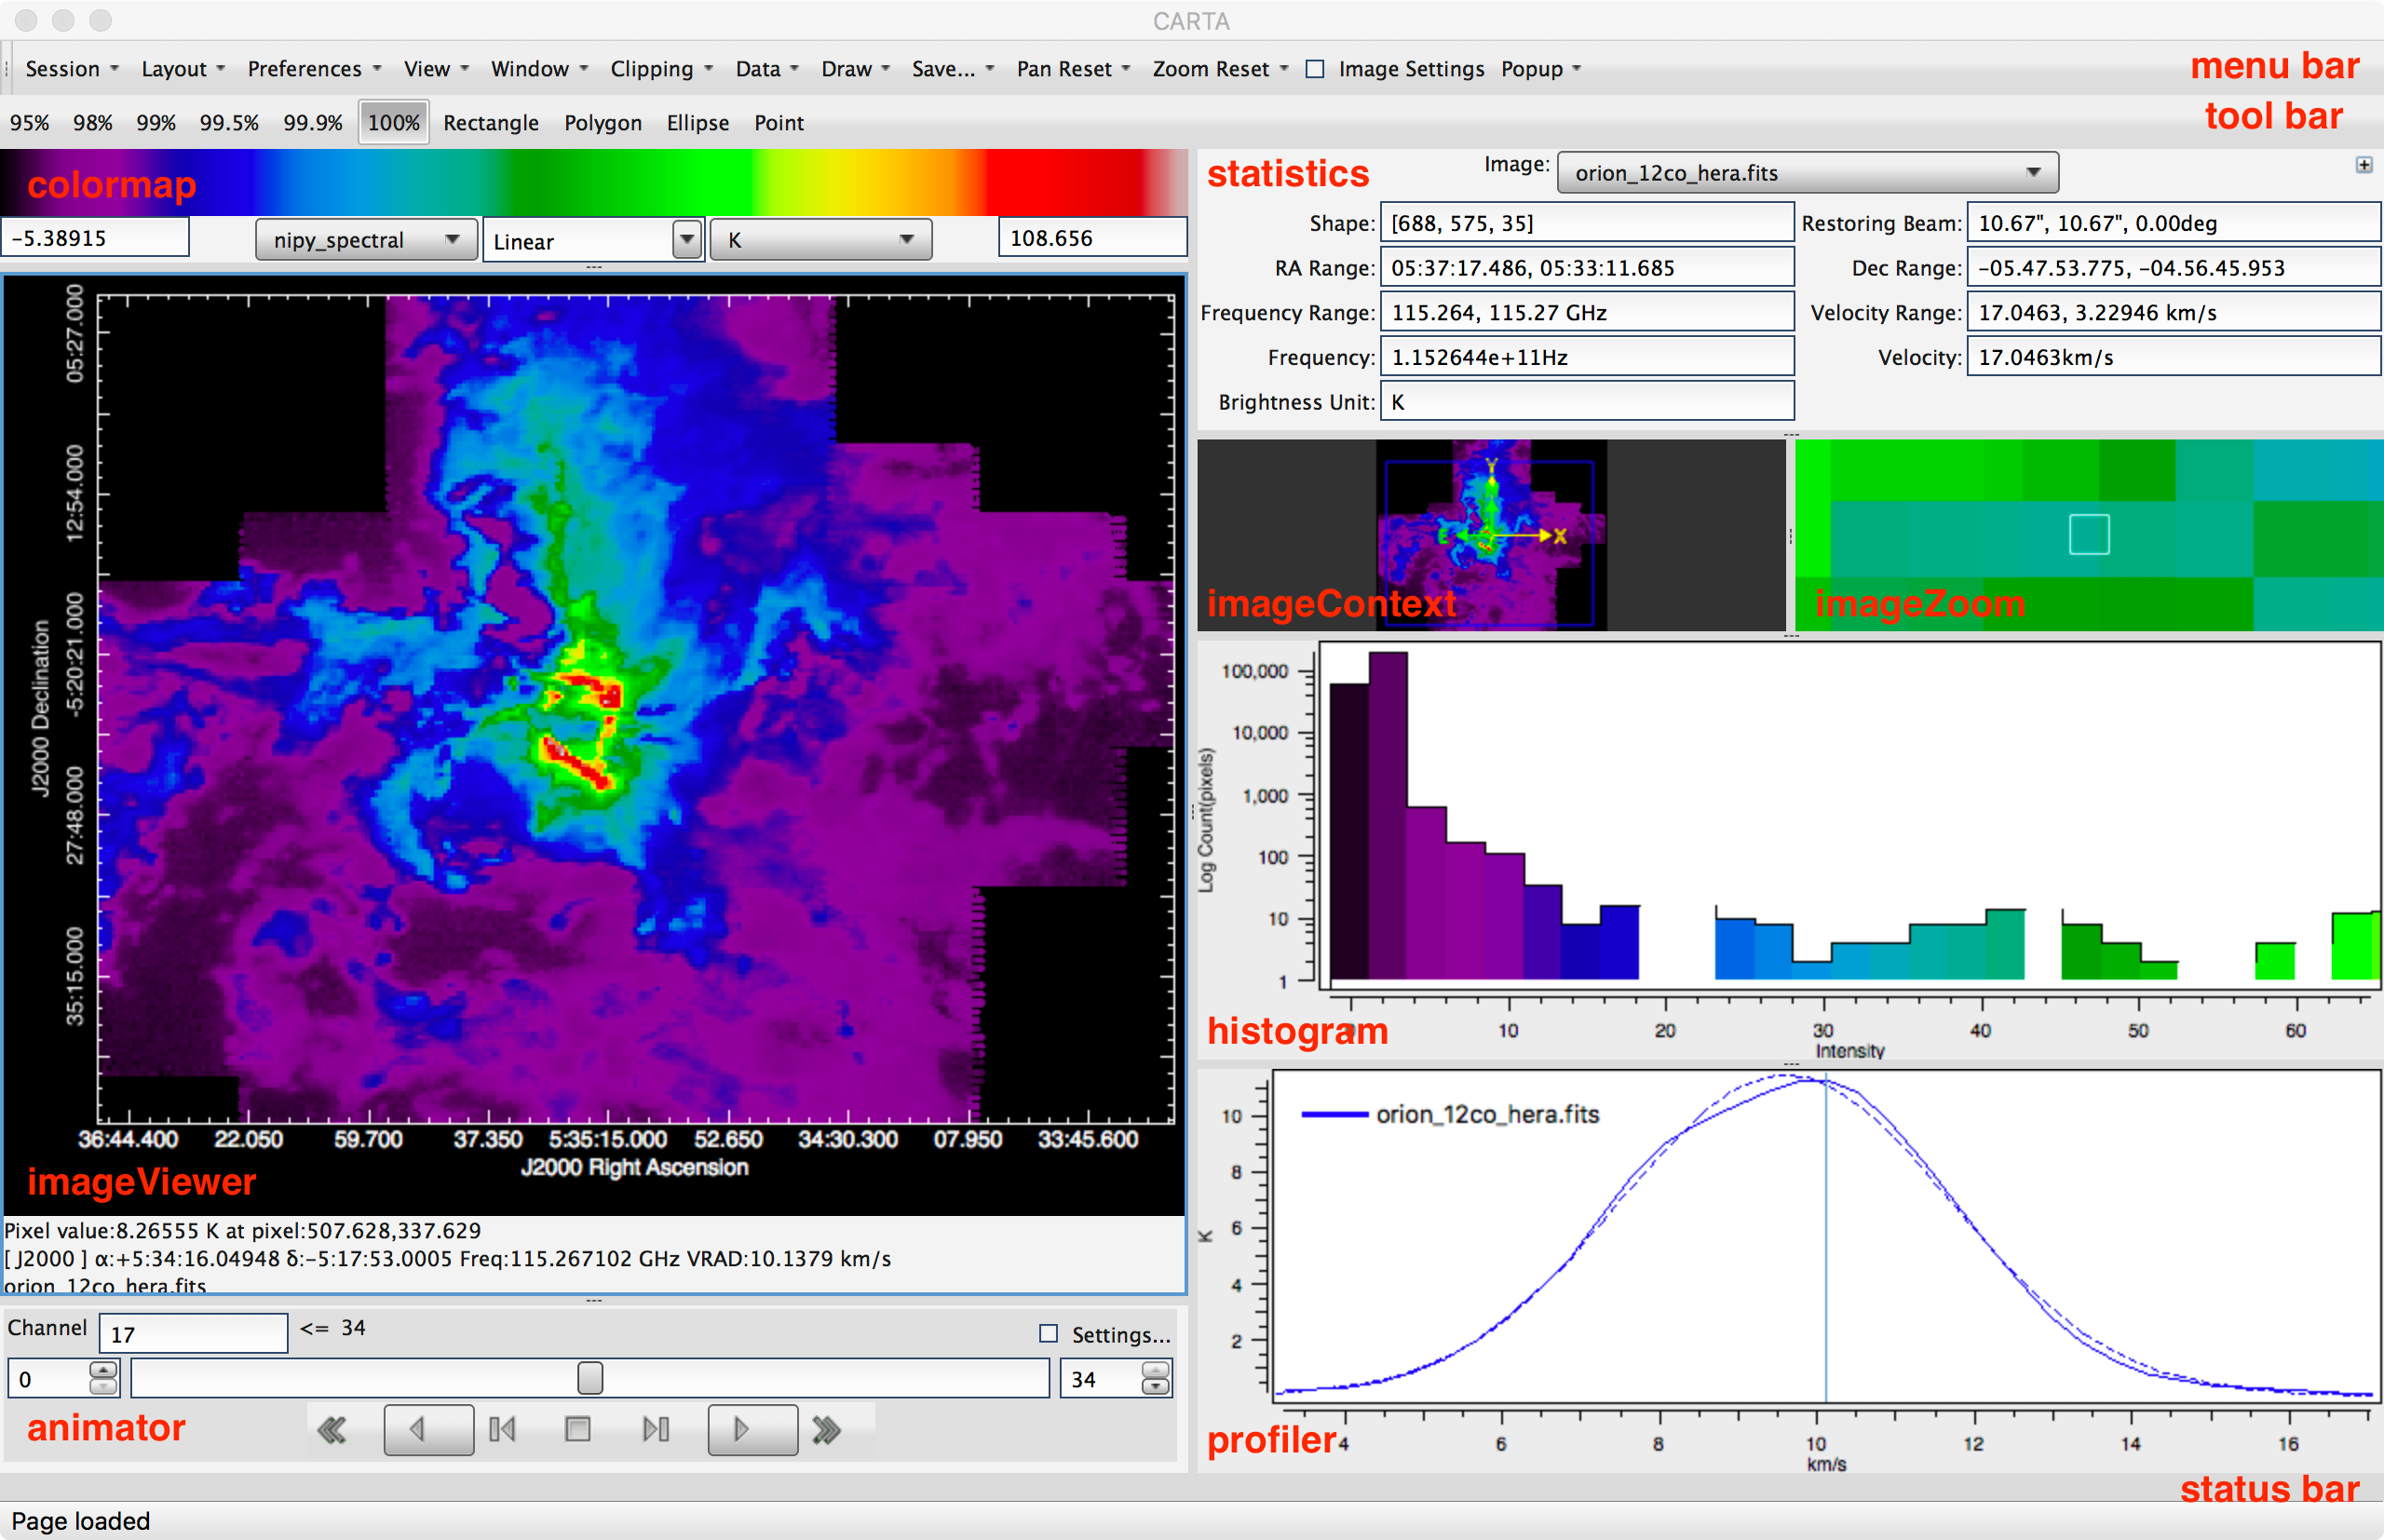 CARTA
Session Layout Preferences View Window Clipping Data Draw Save... Pan Reset Zoom Reset Image Settings Popup
menu bar
95% 98% 99% 99.5% 99.9% 100% Rectangle Polygon Ellipse Point
tool bar
colormap
−5.38915 nipy_spectral Linear K 108.656
statistics
Image: orion_12co_hera.fits
Shape: [688, 575, 35] Restoring Beam: 10.67", 10.67", 0.00deg
RA Range: 05:37:17.486, 05:33:11.685 Dec Range: −05.47.53.775, −04.56.45.953
Frequency Range: 115.264, 115.27 GHz Velocity Range: 17.0463, 3.22946 km/s
Frequency: 1.152644e+11Hz Velocity: 17.0463km/s
Brightness Unit: K
J2000 Declination
05:27.000
12:54.000
-5:20:21.000
27:48.000
35:15.000
36:44.400 22.050 59.700 37.350 5:35:15.000 52.650 34:30.300 07.950 33:45.600
J2000 Right Ascension
imageViewer
Pixel value:8.26555 K at pixel:507.628,337.629
[ J2000 ] α:+5:34:16.04948 δ:−5:17:53.0005 Freq:115.267102 GHz VRAD:10.1379 km/s
orion_12co_hera.fits
Y
E X
imageContext
imageZoom
Log Count(pixels)
100,000
10,000
1,000
100
10
1
10 20 30 40 50 60
Intensity
histogram
orion_12co_hera.fits
K
10
8
6
4
2
4 6 8 10 12 14 16
km/s
profiler
Channel 17 <= 34
Settings...
0 34
animator
status bar
Page loaded